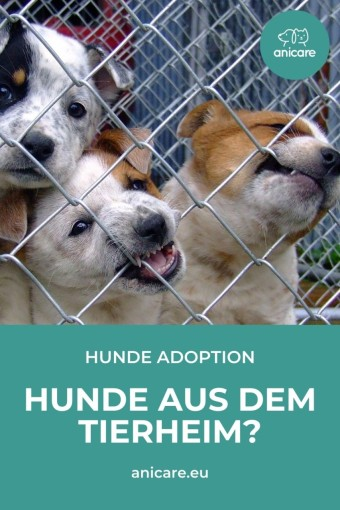 anicare
HUNDE ADOPTION
HUNDE AUS DEM
TIERHEIM?
anicare.eu